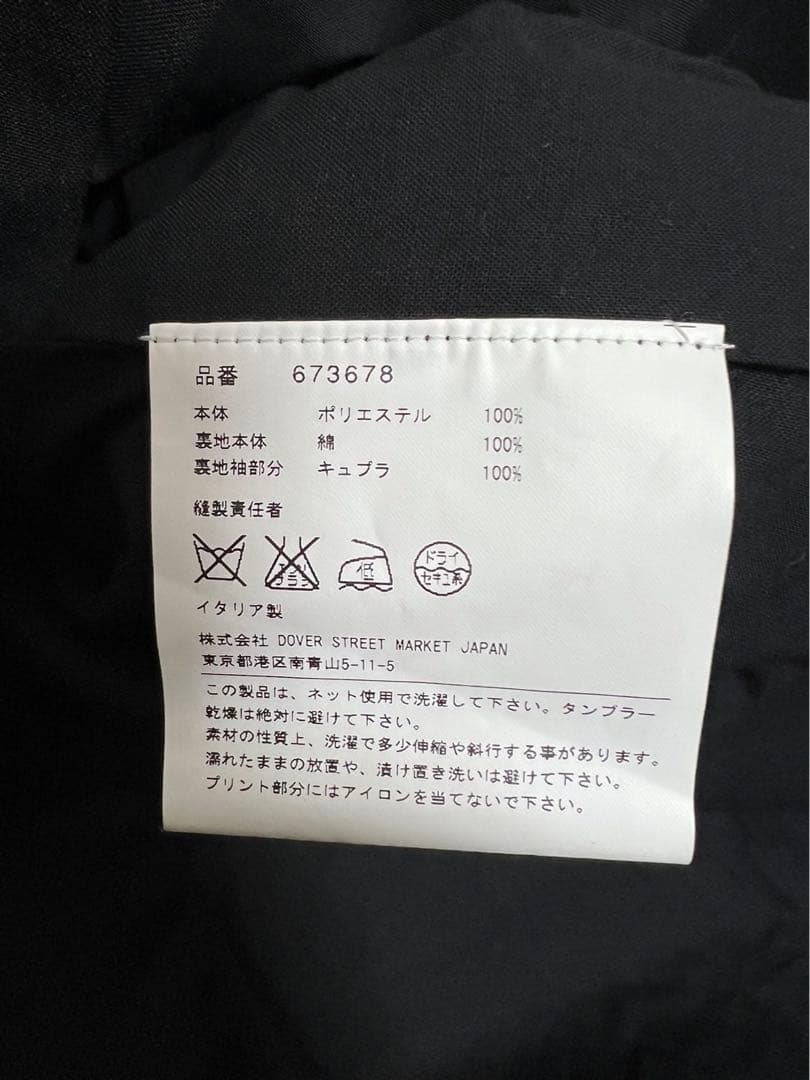 品番 673678
本体 ポリエステル 100%
裏地本体 綿 100%
裏地袖部分 キュプラ 100%
縫製責任者
エンソ サラシ 低 ドライ
セキユ系
イタリア製
株式会社 DOVER STREET MARKET JAPAN
東京都港区南青山5-11-5
この製品は、ネット使用で洗濯して下さい。タンブラー
乾燥は絶対に避けて下さい。
素材の性質上、洗濯で多少伸縮や斜行する事があります。
濡れたままの放置や、漬け置き洗いは避けて下さい。
プリント部分にはアイロンを当てないで下さい。